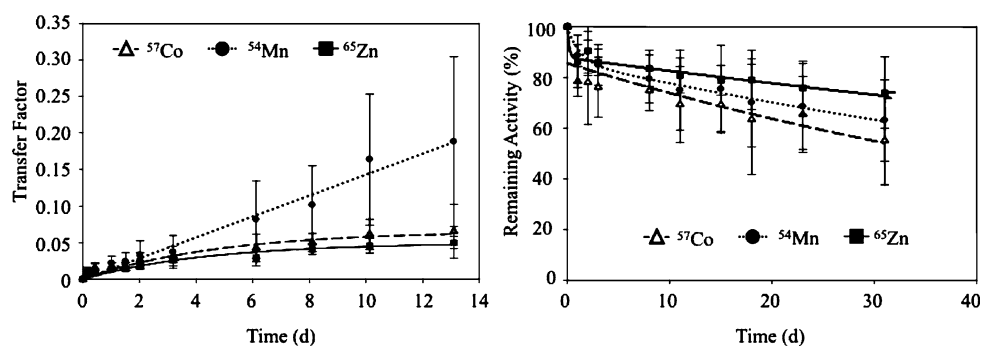 Transfer Factor
0.35
0.30
0.25
0.20
0.15
0.10
0.05
0
⁵⁷Co ⁵⁴Mn ⁶⁵Zn
0 2 4 6 8 10 12 14
Time (d)
Remaining Activity (%)
100
80
60
40
20
0
⁵⁷Co ⁵⁴Mn ⁶⁵Zn
0 10 20 30 40
Time (d)